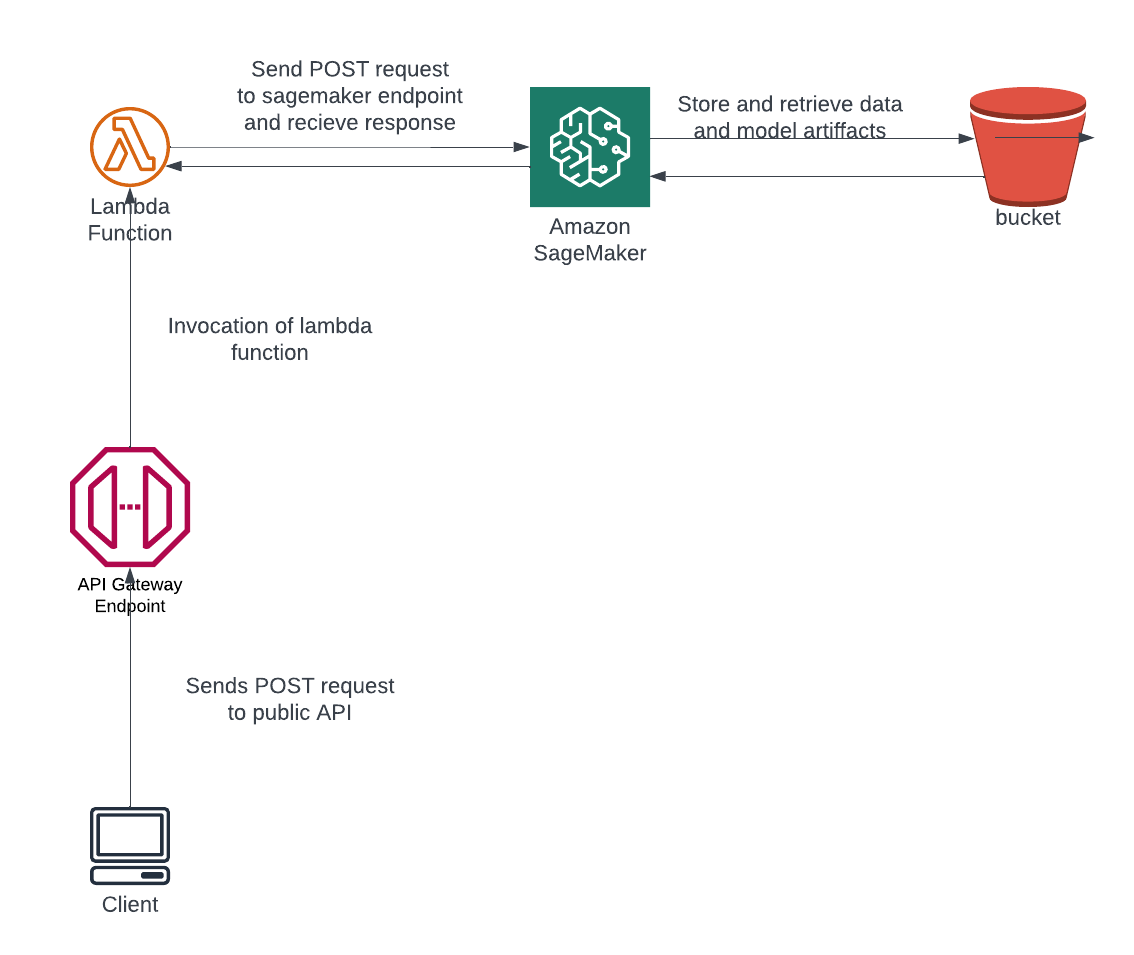 Send POST request
to sagemaker endpoint
and recieve response
Store and retrieve data
and model artiffacts
Lambda
Function
Amazon
SageMaker
bucket
Invocation of lambda
function
API Gateway
Endpoint
Sends POST request
to public API
Client